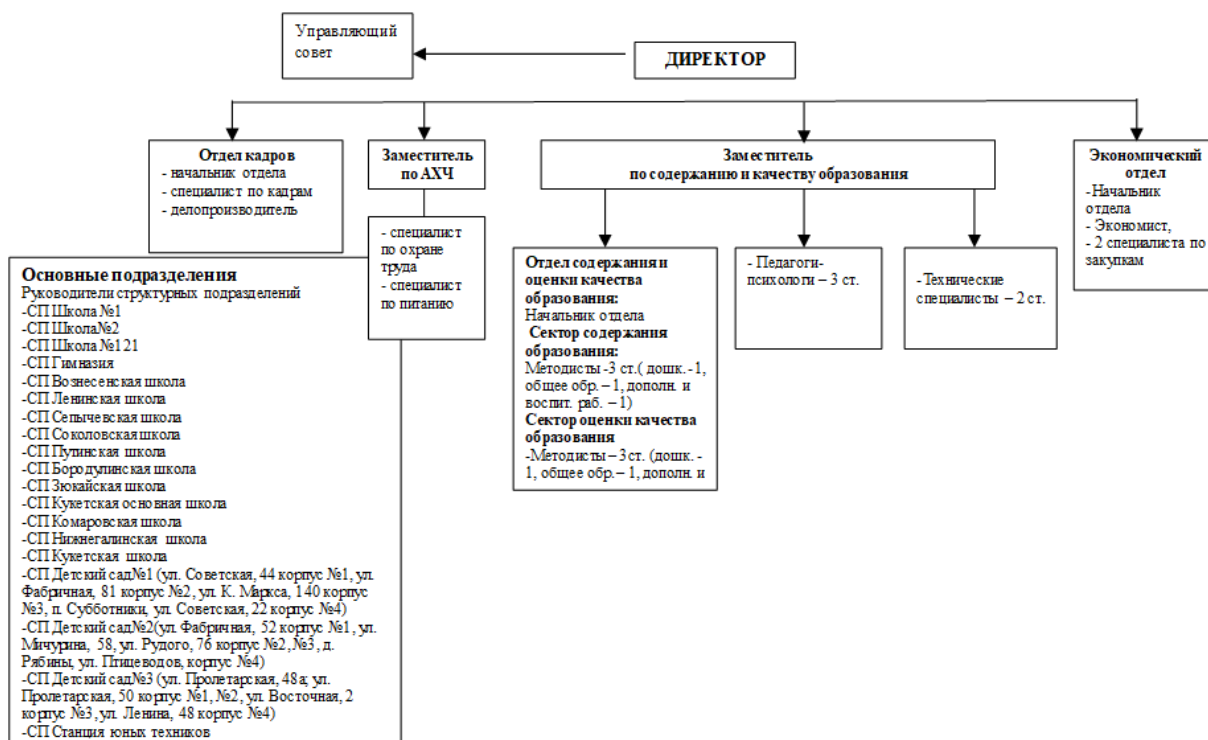 Управляющий
совет
ДИРЕКТОР
Отдел кадров
- начальник отдела
- специалист по кадрам
- делопроизводитель
Заместитель
по АХЧ
Заместитель
по содержанию и качеству образования
Экономический
отдел
-Начальник
отдела
- Экономист,
- 2 специалиста по
закупкам
- специалист
по охране
труда
- специалист
по питанию
Отдел содержания и
оценки качества
образования:
Начальник отдела
Сектор содержания
образования:
Методисты -3 ст.( дошк. -1,
общее обр. – 1, дополн. и
воспит. раб. – 1)
Сектор оценки качества
образования
-Методисты – 3 ст. (дошк. -
1, общее обр. – 1, дополн. и
- Педагоги-
психологи – 3 ст.
- Технические
специалисты – 2 ст.
Основные подразделения
Руководители структурных подразделений
-СП Школа №1
-СП Школа№2
-СП Школа №121
-СП Гимназия
-СП Вознесенская школа
-СП Ленинская школа
-СП Сепычевская школа
-СП Соколовская школа
-СП Путинская школа
-СП Бородулинская школа
-СП Зюкайская школа
-СП Кукетская основная школа
-СП Комаровская школа
-СП Нижнегалинская школа
-СП Кукетская школа
-СП Детский сад№1 (ул. Советская, 44 корпус №1, ул.
Фабричная, 81 корпус №2, ул. К. Маркса, 140 корпус
№3, п. Субботники, ул. Советская, 22 корпус №4)
-СП Детский сад№2(ул. Фабричная, 52 корпус №1, ул.
Мичурина, 58, ул. Рудого, 76 корпус №2, №3, д.
Рябины, ул. Птицеводов, корпус №4)
-СП Детский сад№3 (ул. Пролетарская, 48а; ул.
Пролетарская, 50 корпус №1, №2, ул. Восточная, 2
корпус №3, ул. Ленина, 48 корпус №4)
-СП Станция юных техников